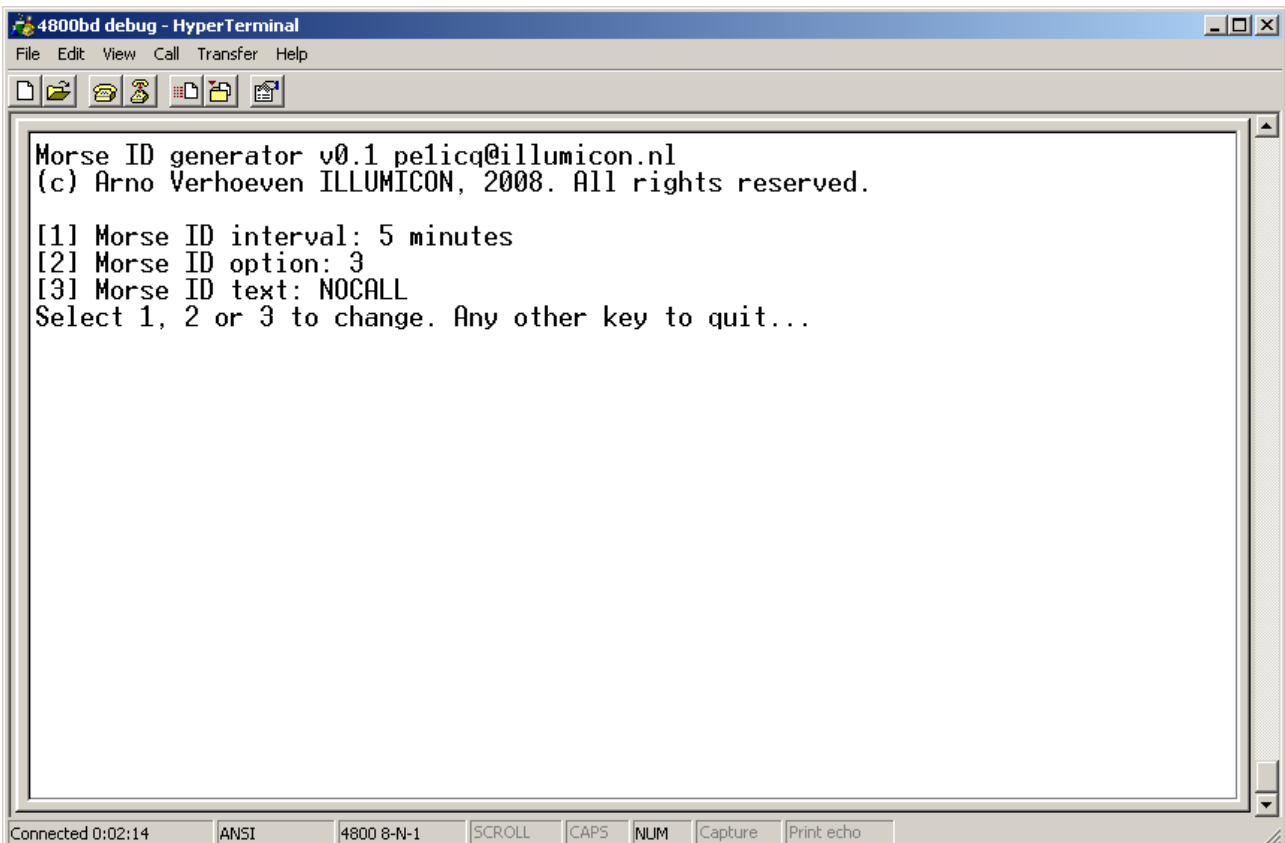 4800bd debug - HyperTerminal
File Edit View Call Transfer Help
Morse ID generator v0.1 pe1icq@illumicon.nl
(c) Arno Verhoeven ILLUMICON, 2008. All rights reserved.
[1] Morse ID interval: 5 minutes
[2] Morse ID option: 3
[3] Morse ID text: NOCALL
Select 1, 2 or 3 to change. Any other key to quit...
Connected 0:02:14 ANSI 4800 8-N-1 SCROLL CAPS NUM Capture Print echo